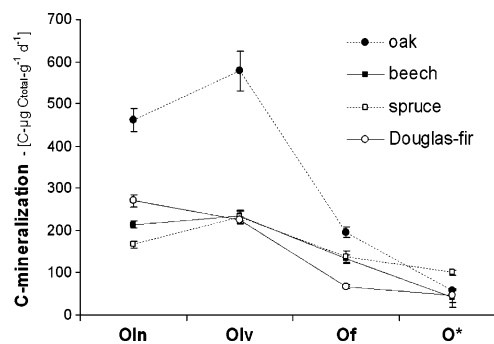 700
600
500
400
300
200
100
0
C-mineralization - [C-µg Ctotal-g⁻¹ d⁻¹]
oak
beech
spruce
Douglas-fir
Oln Olv Of O*